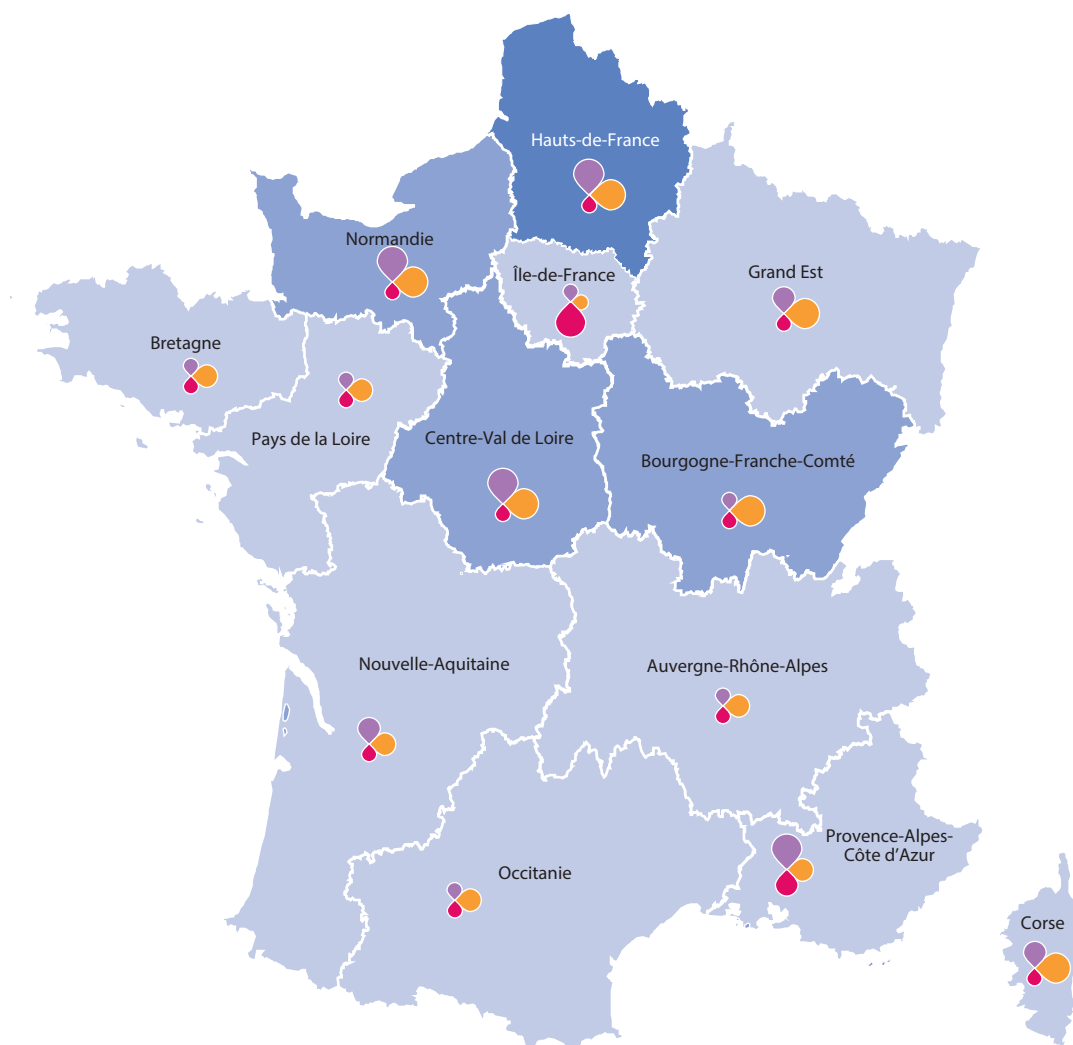 Hauts-de-France
Normandie
Île-de-France
Grand Est
Bretagne
Pays de la Loire
Centre-Val de Loire
Bourgogne-Franche-Comté
Nouvelle-Aquitaine
Auvergne-Rhône-Alpes
Provence-Alpes-
Côte d'Azur
Occitanie
Corse